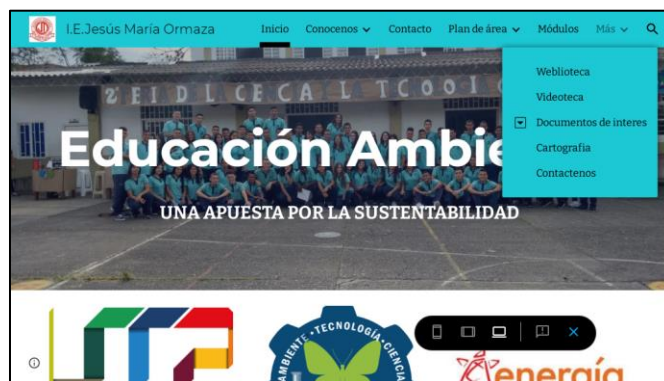 I.E.Jesús María Ormaza
Inicio
Conocenos
Contacto
Plan de área
Módulos
Más
Weblioteca
Videoteca
Documentos de interes
Cartografia
Contactenos
Educación Ambie
UNA APUESTA POR LA SUSTENTABILIDAD
AMBIENTE • TECNOLOGÍA • CIENCIA
energía